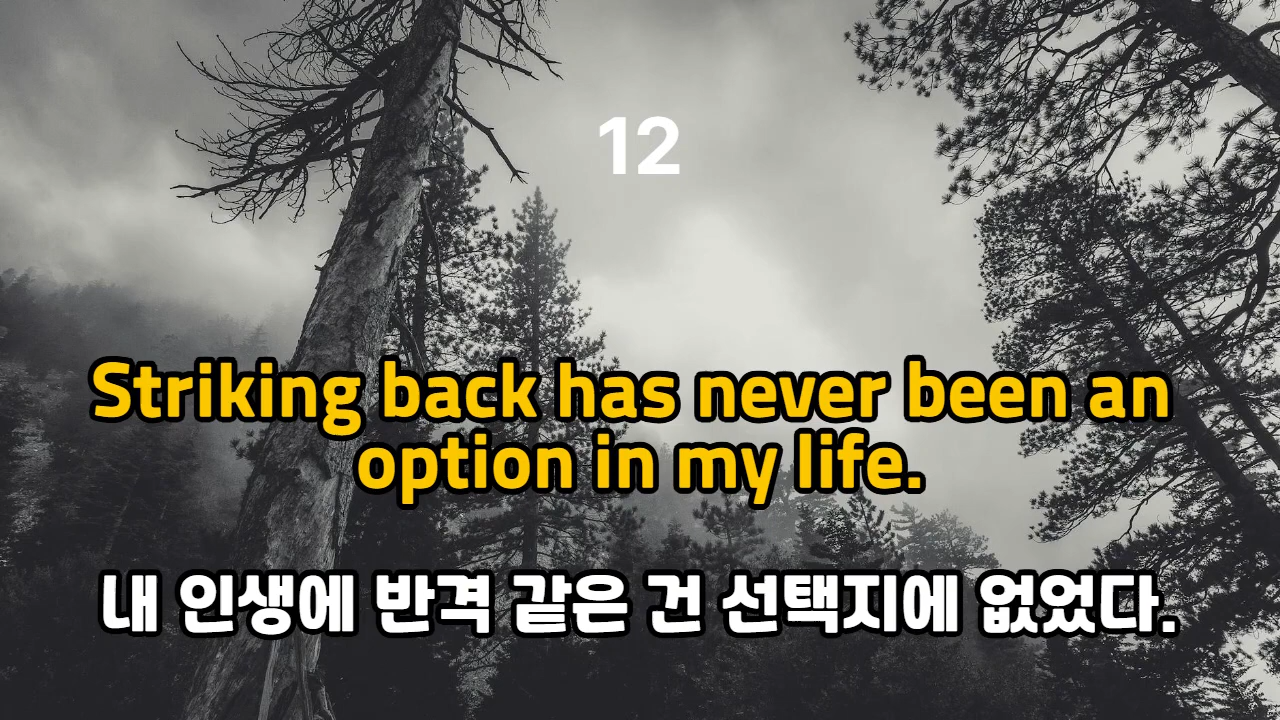 12
Striking back has never been an
option in my life.
내 인생에 반격 같은 건 선택지에 없었다.